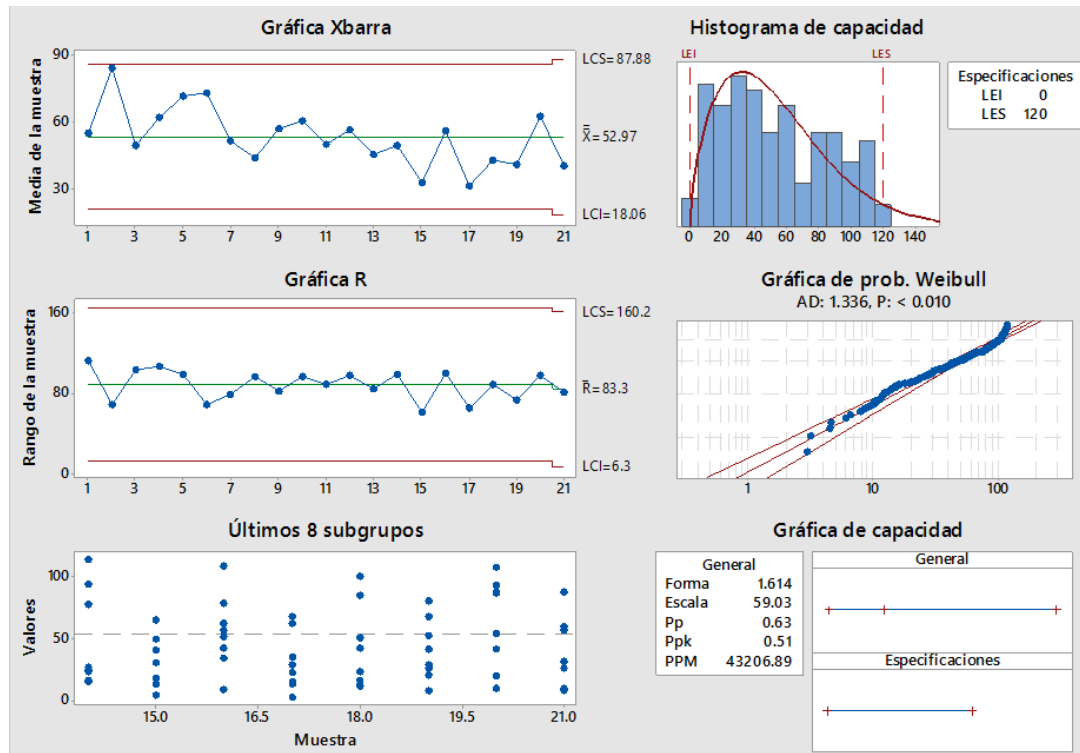 Gráfica Xbarra
Media de la muestra
90
60
30
1 3 5 7 9 11 13 15 17 19 21
LCS=87.88
X=52.97
LCI=18.06
Histograma de capacidad
LEI LES
0 20 40 60 80 100 120 140
Especificaciones
LEI 0
LES 120
Gráfica R
Rango de la muestra
160
80
0
1 3 5 7 9 11 13 15 17 19 21
LCS=160.2
R=83.3
LCI=6.3
Gráfica de prob. Weibull
AD: 1.336, P: < 0.010
1 10 100
Últimos 8 subgrupos
Valores
100
50
0
15.0 16.5 18.0 19.5 21.0
Muestra
Gráfica de capacidad
General
Forma 1.614
Escala 59.03
Pp 0.63
Ppk 0.51
PPM 43206.89
General
Especificaciones